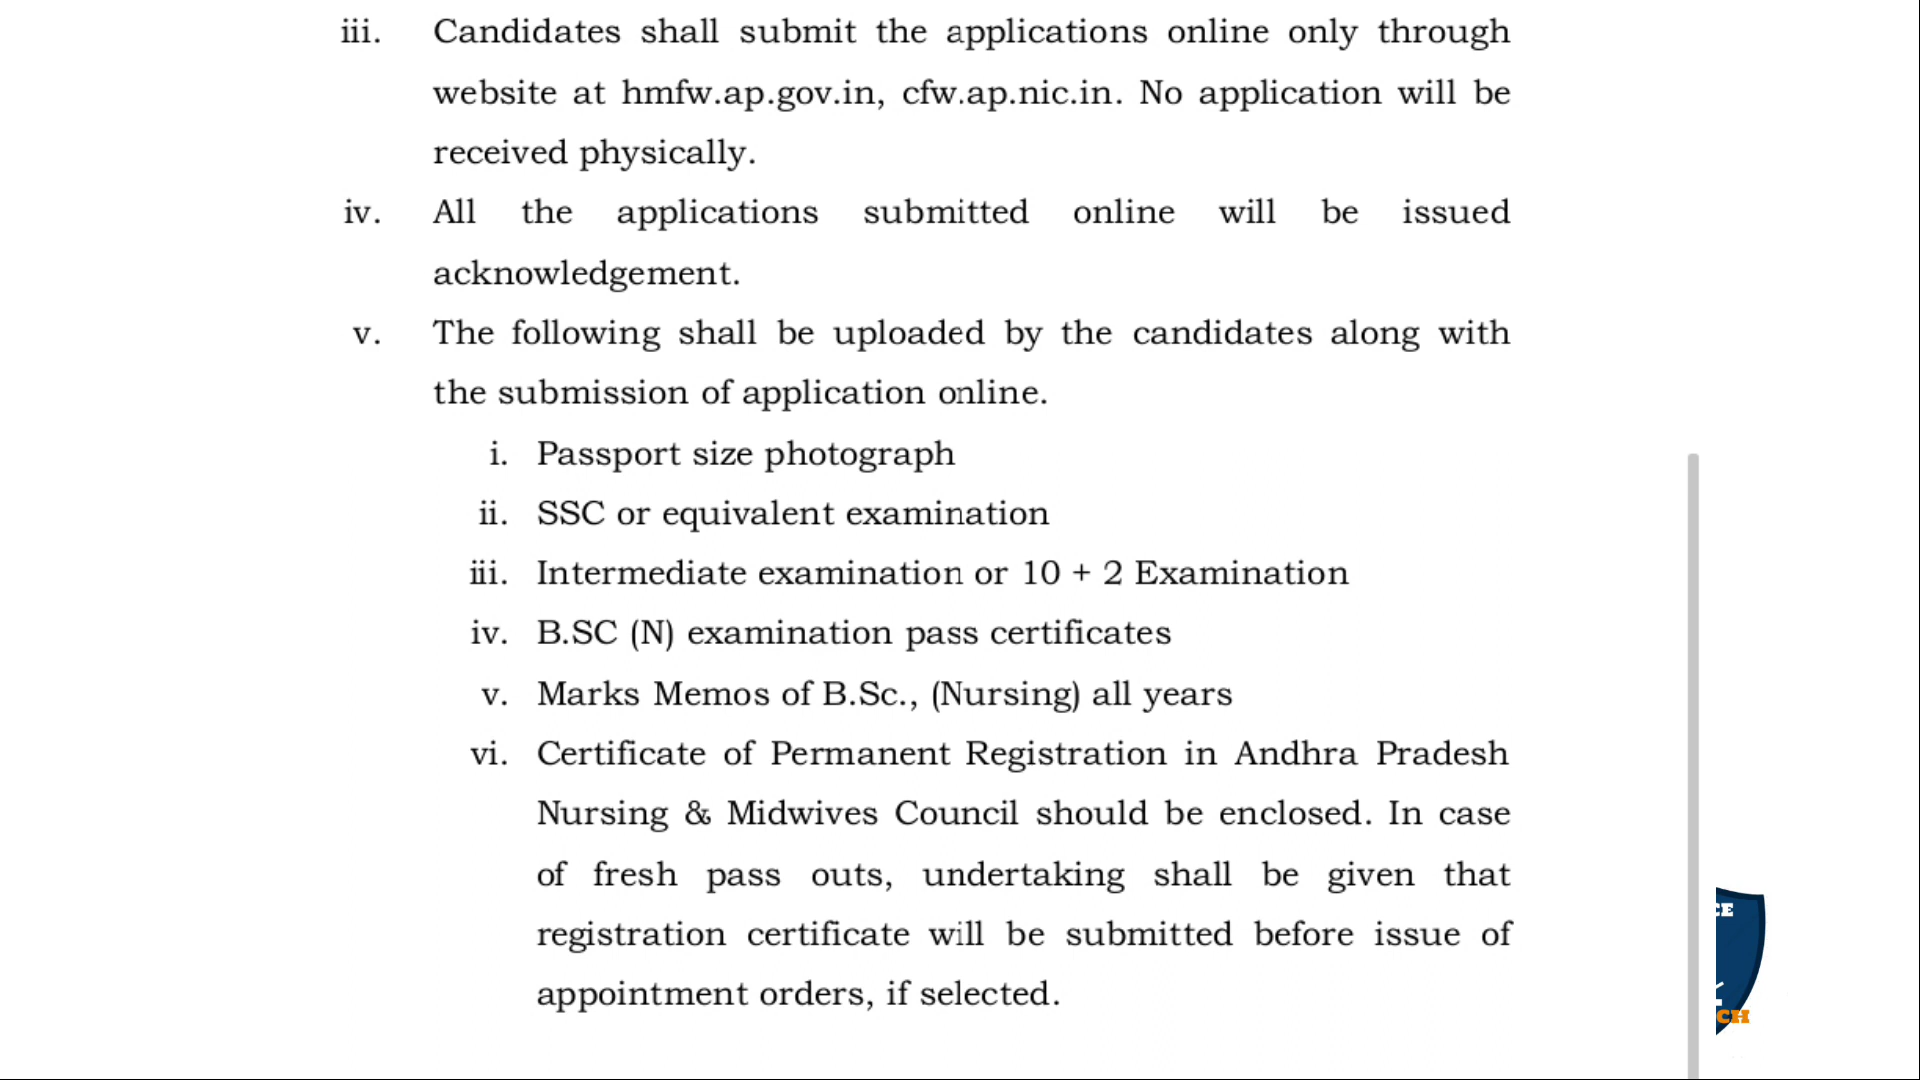 iii. Candidates shall submit the applications online only through
website at hmfw.ap.gov.in, cfw.ap.nic.in. No application will be
received physically.
iv. All the applications submitted online will be issued
acknowledgement.
v. The following shall be uploaded by the candidates along with
the submission of application online.
i. Passport size photograph
ii. SSC or equivalent examination
iii. Intermediate examination or 10 + 2 Examination
iv. B.SC (N) examination pass certificates
v. Marks Memos of B.Sc., (Nursing) all years
vi. Certificate of Permanent Registration in Andhra Pradesh
Nursing & Midwives Council should be enclosed. In case
of fresh pass outs, undertaking shall be given that
registration certificate will be submitted before issue of
appointment orders, if selected.